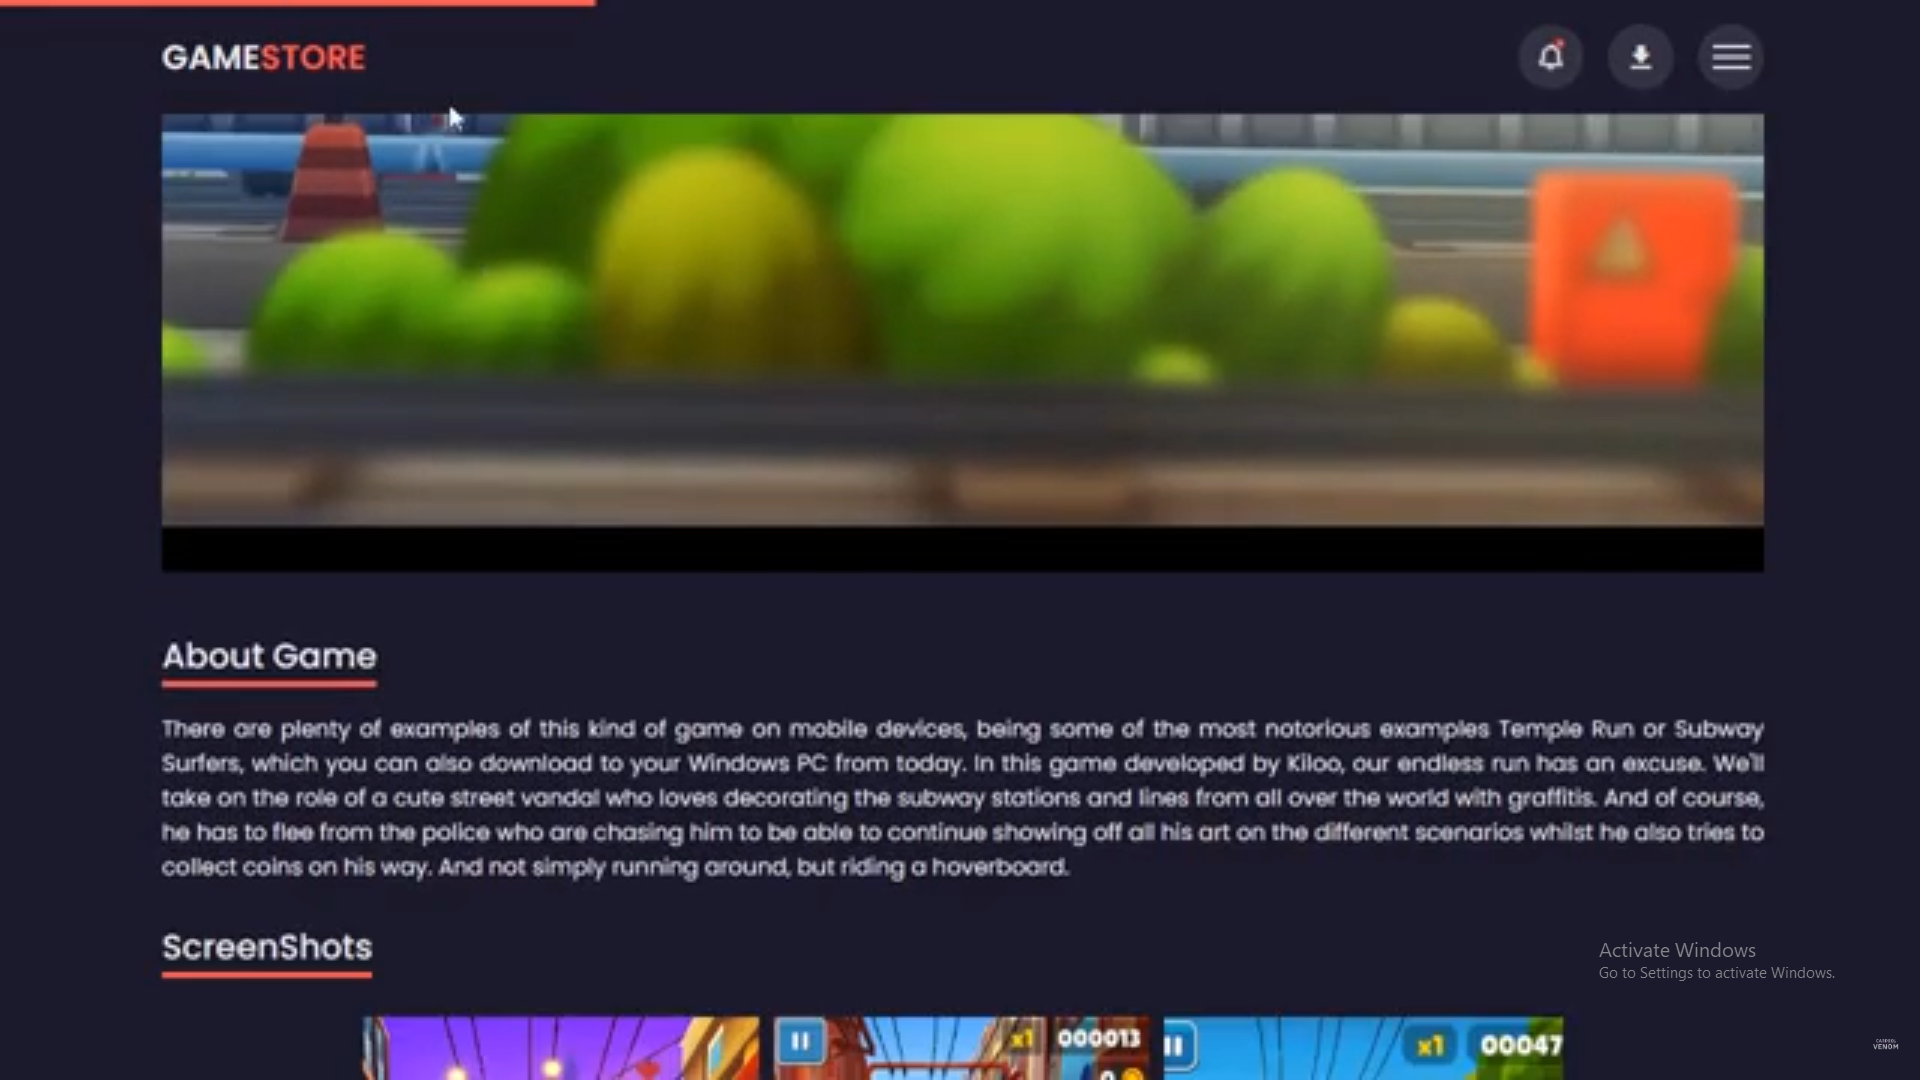 GAMESTORE
About Game
There are plenty of examples of this kind of game on mobile devices, being some of the most notorious examples Temple Run or Subway
Surfers, which you can also download to your Windows PC from today. In this game developed by Kiloo, our endless run has an excuse. We'll
take on the role of a cute street vandal who loves decorating the subway stations and lines from all over the world with graffitis. And of course,
he has to flee from the police who are chasing him to be able to continue showing off all his art on the different scenarios whilst he also tries to
collect coins on his way. And not simply running around, but riding a hoverboard.
ScreenShots
Activate Windows
Go to Settings to activate Windows.
x1 000013
x1 00047
VENOM